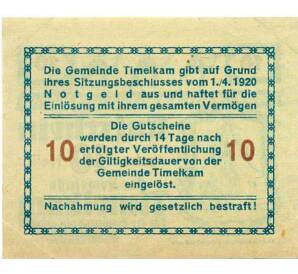 Die Gemeinde Timelkam gibt auf Grund
ihres Sitzungsbeschlusses vom 1./4. 1920
Notgeld aus und haftet für die
Einlösung mit ihrem gesamten Vermögen
Die Gutscheine
werden durch 14 Tage nach
10 erfolgter Veröffentlichung 10
der Giltigkeitsdauer von der
Gemeinde Timelkam
eingelöst.
Nachahmung wird gesetzlich bestraft!